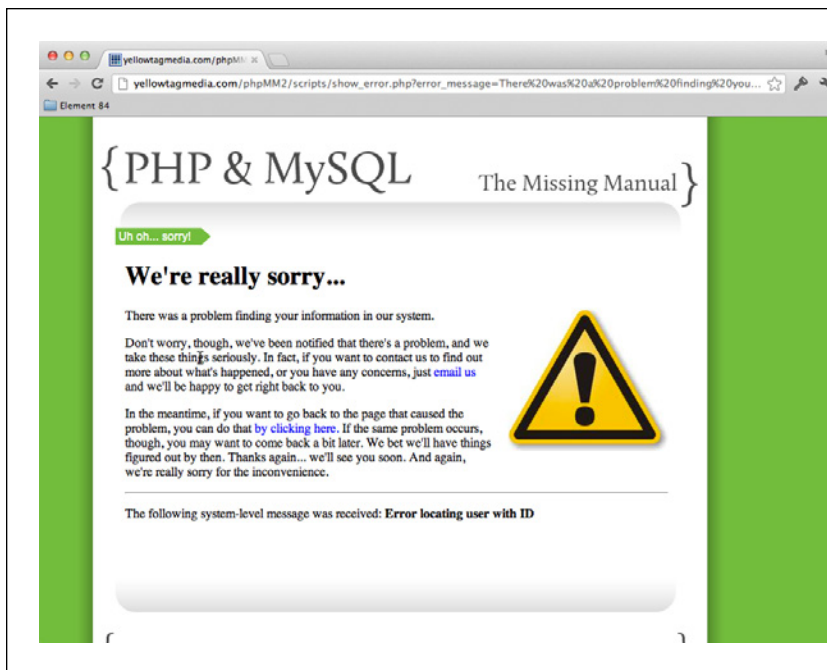 yellowtagmedia.com/phpM
yellowtagmedia.com/phpMM2/scripts/show_error.php?error_message=There%20was%20a%20problem%20finding%20you...
Element 84
{PHP & MySQL
The Missing Manual}
Uh oh... sorry!
We're really sorry...
There was a problem finding your information in our system.
Don't worry, though, we've been notified that there's a problem, and we
take these things seriously. In fact, if you want to contact us to find out
more about what's happened, or you have any concerns, just email us
and we'll be happy to get right back to you.
In the meantime, if you want to go back to the page that caused the
problem, you can do that by clicking here. If the same problem occurs,
though, you may want to come back a bit later. We bet we'll have things
figured out by then. Thanks again... we'll see you soon. And again,
we're really sorry for the inconvenience.
The following system-level message was received: Error locating user with ID